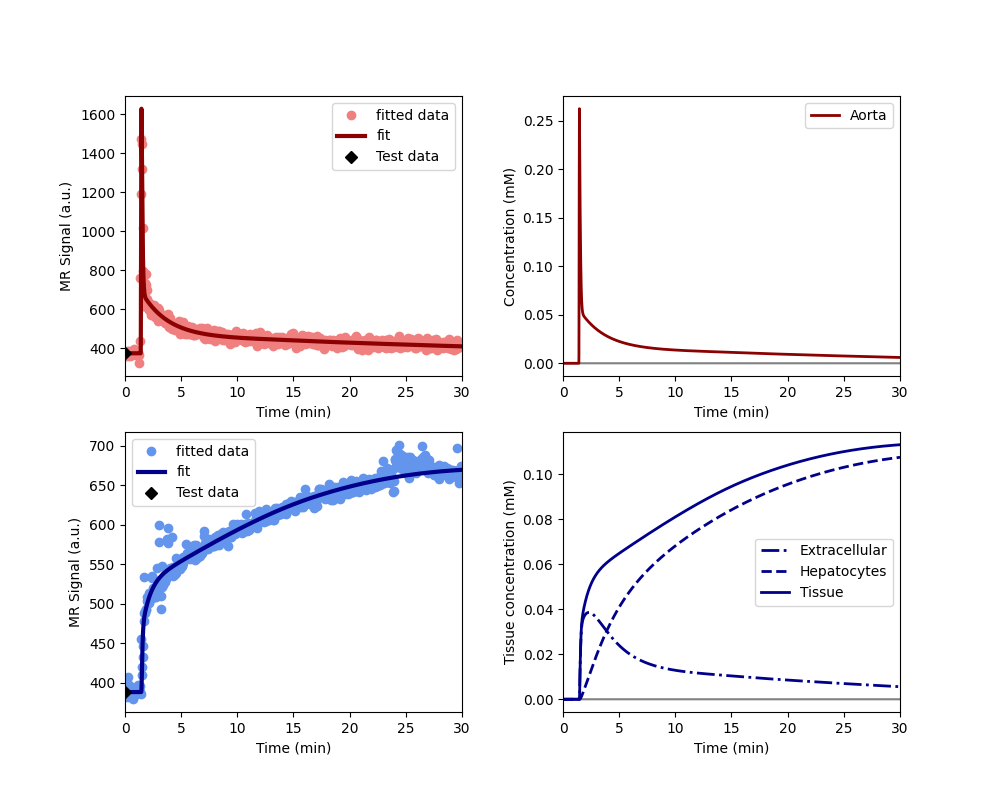 1600
1400
1200
1000
800
600
400
MR Signal (a.u.)
fitted data
fit
Test data
0 5 10 15 20 25 30
Time (min)
0.25
0.20
0.15
0.10
0.05
0.00
Concentration (mM)
Aorta
0 5 10 15 20 25 30
Time (min)
700
650
600
550
500
450
400
MR Signal (a.u.)
fitted data
fit
Test data
0 5 10 15 20 25 30
Time (min)
0.10
0.08
0.06
0.04
0.02
0.00
Tissue concentration (mM)
Extracellular
Hepatocytes
Tissue
0 5 10 15 20 25 30
Time (min)